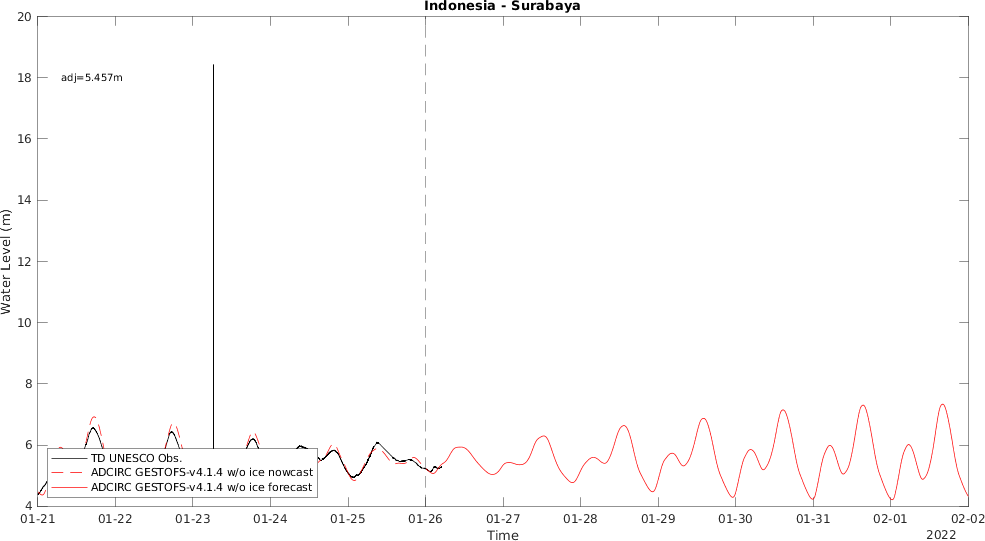 Indonesia - Surabaya
20
18
16
14
12
10
8
6
4
Water Level (m)
adj=5.457m
TD UNESCO Obs.
ADCIRC GESTOFS-v4.1.4 w/o ice nowcast
ADCIRC GESTOFS-v4.1.4 w/o ice forecast
01-21 01-22 01-23 01-24 01-25 01-26 01-27 01-28 01-29 01-30 01-31 02-01 02-02
Time
2022